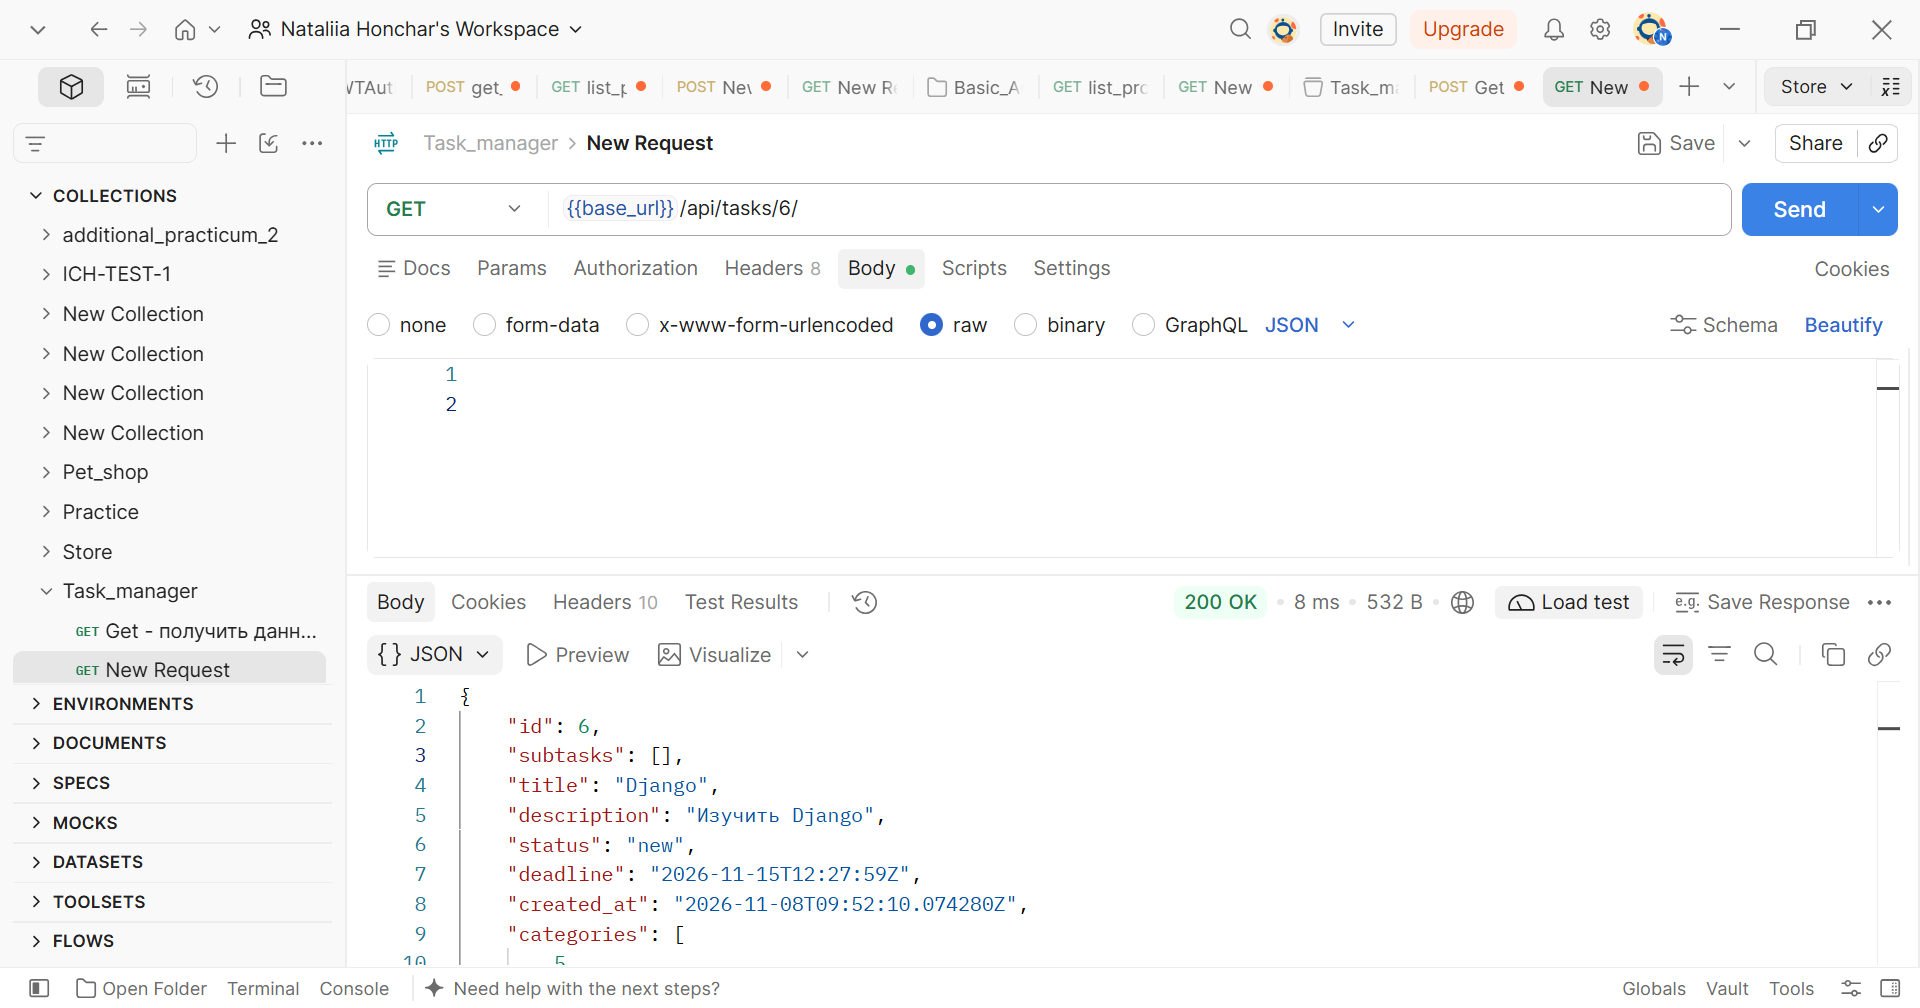 Nataliia Honchar's Workspace
Invite
Upgrade
N
POST get_
GET list_p
POST
GET New R
Basic_A
GET list_pro
GET New
Task_m
POST Get
GET New
Store
HTTP Task_manager > New Request
Save
Share
COLLECTIONS
additional_practicum_2
ICH-TEST-1
New Collection
New Collection
New Collection
New Collection
Pet_shop
Practice
Store
Task_manager
GET Get - получить данн...
GET New Request
ENVIRONMENTS
DOCUMENTS
SPECS
MOCKS
DATASETS
TOOLSETS
FLOWS
GET {{base_url}} /api/tasks/6/
Send
Docs Params Authorization Headers 8 Body Scripts Settings
Cookies
none form-data x-www-form-urlencoded raw binary GraphQL JSON
Schema Beautify
1
2
Body Cookies Headers 10 Test Results
200 OK • 8 ms • 532 B •
Load test
e.g. Save Response
{} JSON Preview Visualize
1 {
2 "id": 6,
3 "subtasks": [],
4 "title": "Django",
5 "description": "Изучить Django",
6 "status": "new",
7 "deadline": "2026-11-15T12:27:59Z",
8 "created_at": "2026-11-08T09:52:10.074280Z",
9 "categories": [
10 5
Open Folder Terminal Console
Need help with the next steps?
Globals Vault Tools